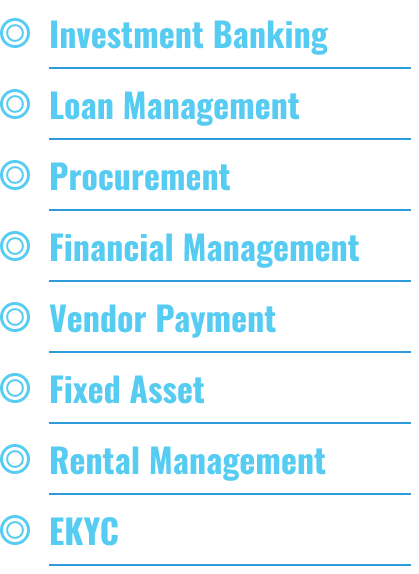 Investment Banking
Loan Management
Procurement
Financial Management
Vendor Payment
Fixed Asset
Rental Management
EKYC